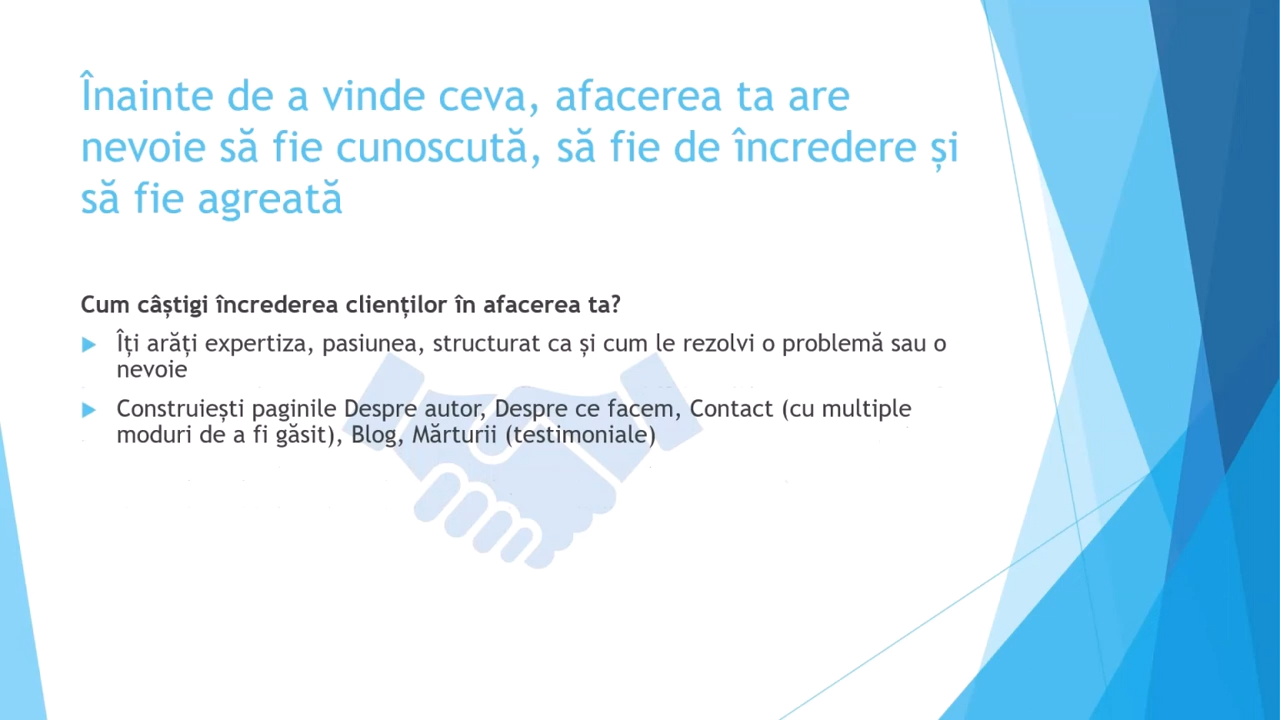 Înainte de a vinde ceva, afacerea ta are
nevoie să fie cunoscută, să fie de încredere și
să fie agreată
Cum câștigi încrederea clienților în afacerea ta?
Îți arăți expertiza, pasiunea, structurat ca și cum le rezolvi o problemă sau o
nevoie
Construiești paginile Despre autor, Despre ce facem, Contact (cu multiple
moduri de a fi găsit), Blog, Mărturii (testimoniale)